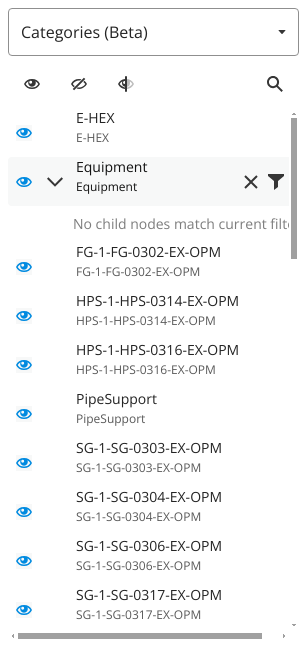 Categories (Beta)
E-HEX
E-HEX
Equipment
Equipment
No child nodes match current filte
FG-1-FG-0302-EX-OPM
FG-1-FG-0302-EX-OPM
HPS-1-HPS-0314-EX-OPM
HPS-1-HPS-0314-EX-OPM
HPS-1-HPS-0316-EX-OPM
HPS-1-HPS-0316-EX-OPM
PipeSupport
PipeSupport
SG-1-SG-0303-EX-OPM
SG-1-SG-0303-EX-OPM
SG-1-SG-0304-EX-OPM
SG-1-SG-0304-EX-OPM
SG-1-SG-0306-EX-OPM
SG-1-SG-0306-EX-OPM
SG-1-SG-0317-EX-OPM
SG-1-SG-0317-EX-OPM